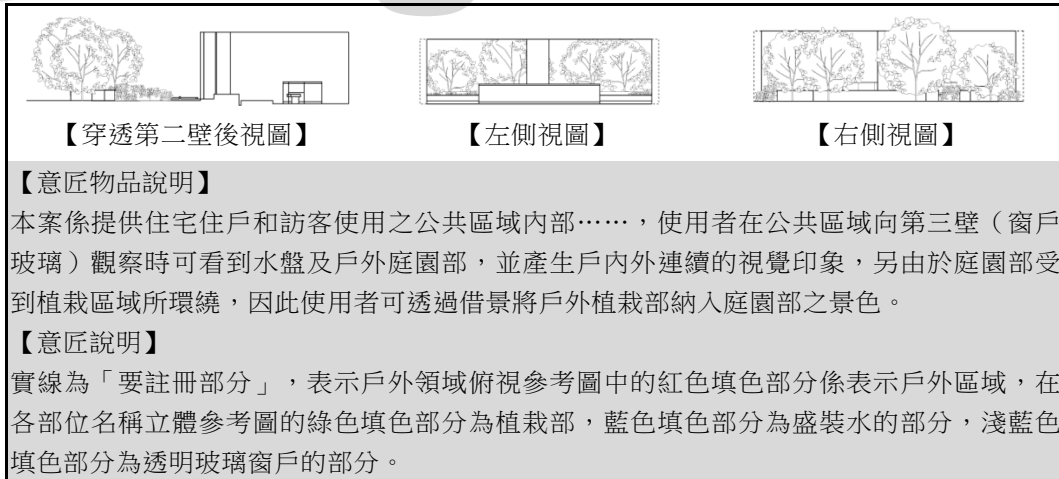 【穿透第二壁後視圖】 【左側視圖】 【右側視圖】
【意匠物品說明】
本案係提供住宅住戶和訪客使用之公共區域內部……，使用者在公共區域向第三壁（窗戶
玻璃）觀察時可看到水盤及戶外庭園部，並產生戶內外連續的視覺印象，另由於庭園部受
到植栽區域所環繞，因此使用者可透過借景將戶外植栽部納入庭園部之景色。
【意匠說明】
實線為「要註冊部分」，表示戶外領域俯視參考圖中的紅色填色部分係表示戶外區域，在
各部位名稱立體參考圖的綠色填色部分為植栽部，藍色填色部分為盛裝水的部分，淺藍色
填色部分為透明玻璃窗戶的部分。